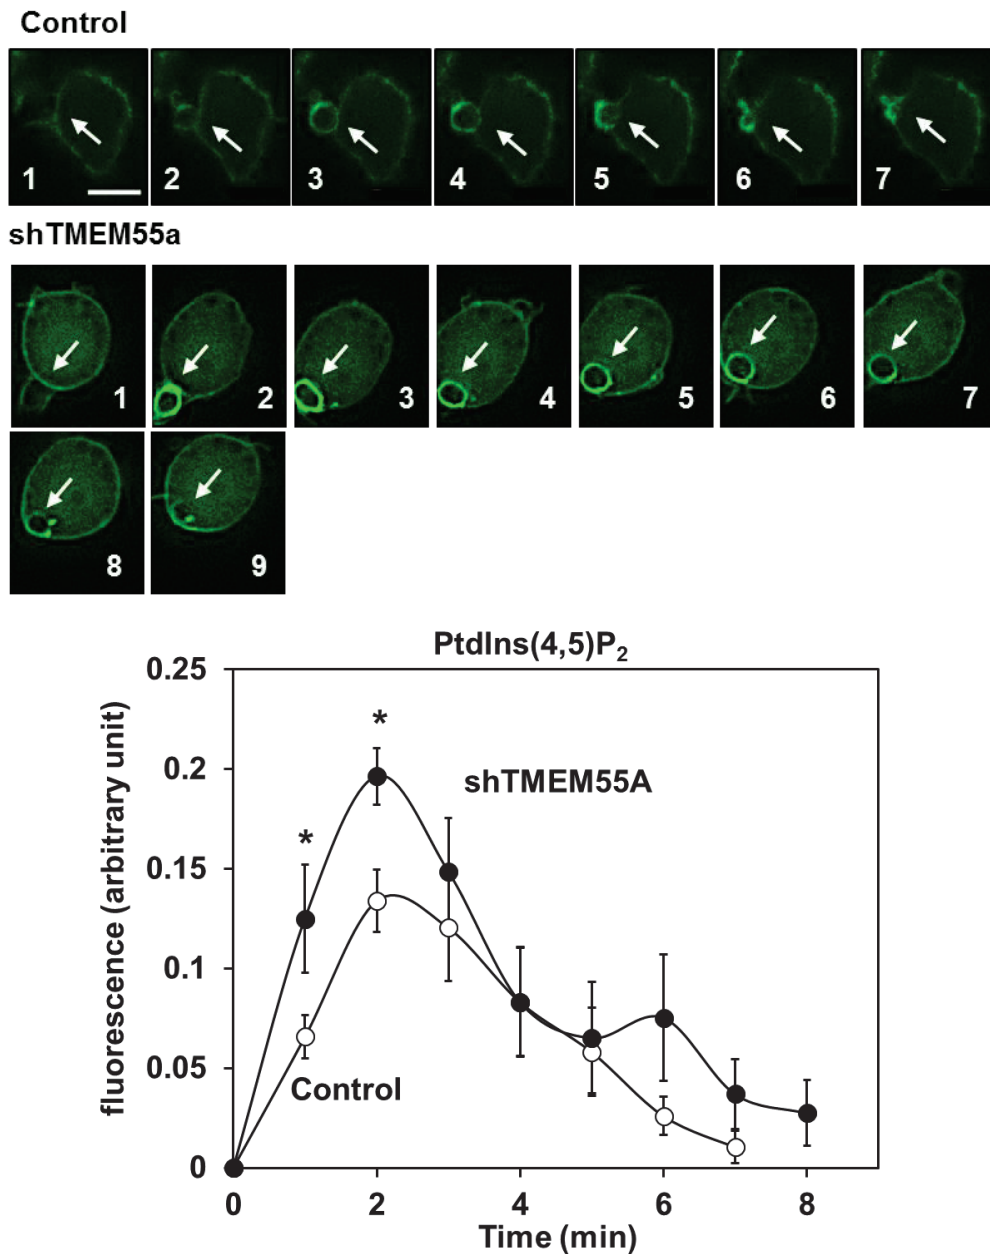 Control
1 2 3 4 5 6 7
shTMEM55a
1 2 3 4 5 6 7
8 9
PtdIns(4,5)P2
0.25
0.2
0.15
0.1
0.05
0
fluorescence (arbitrary unit)
*
*
shTMEM55A
Control
0 2 4 6 8
Time (min)